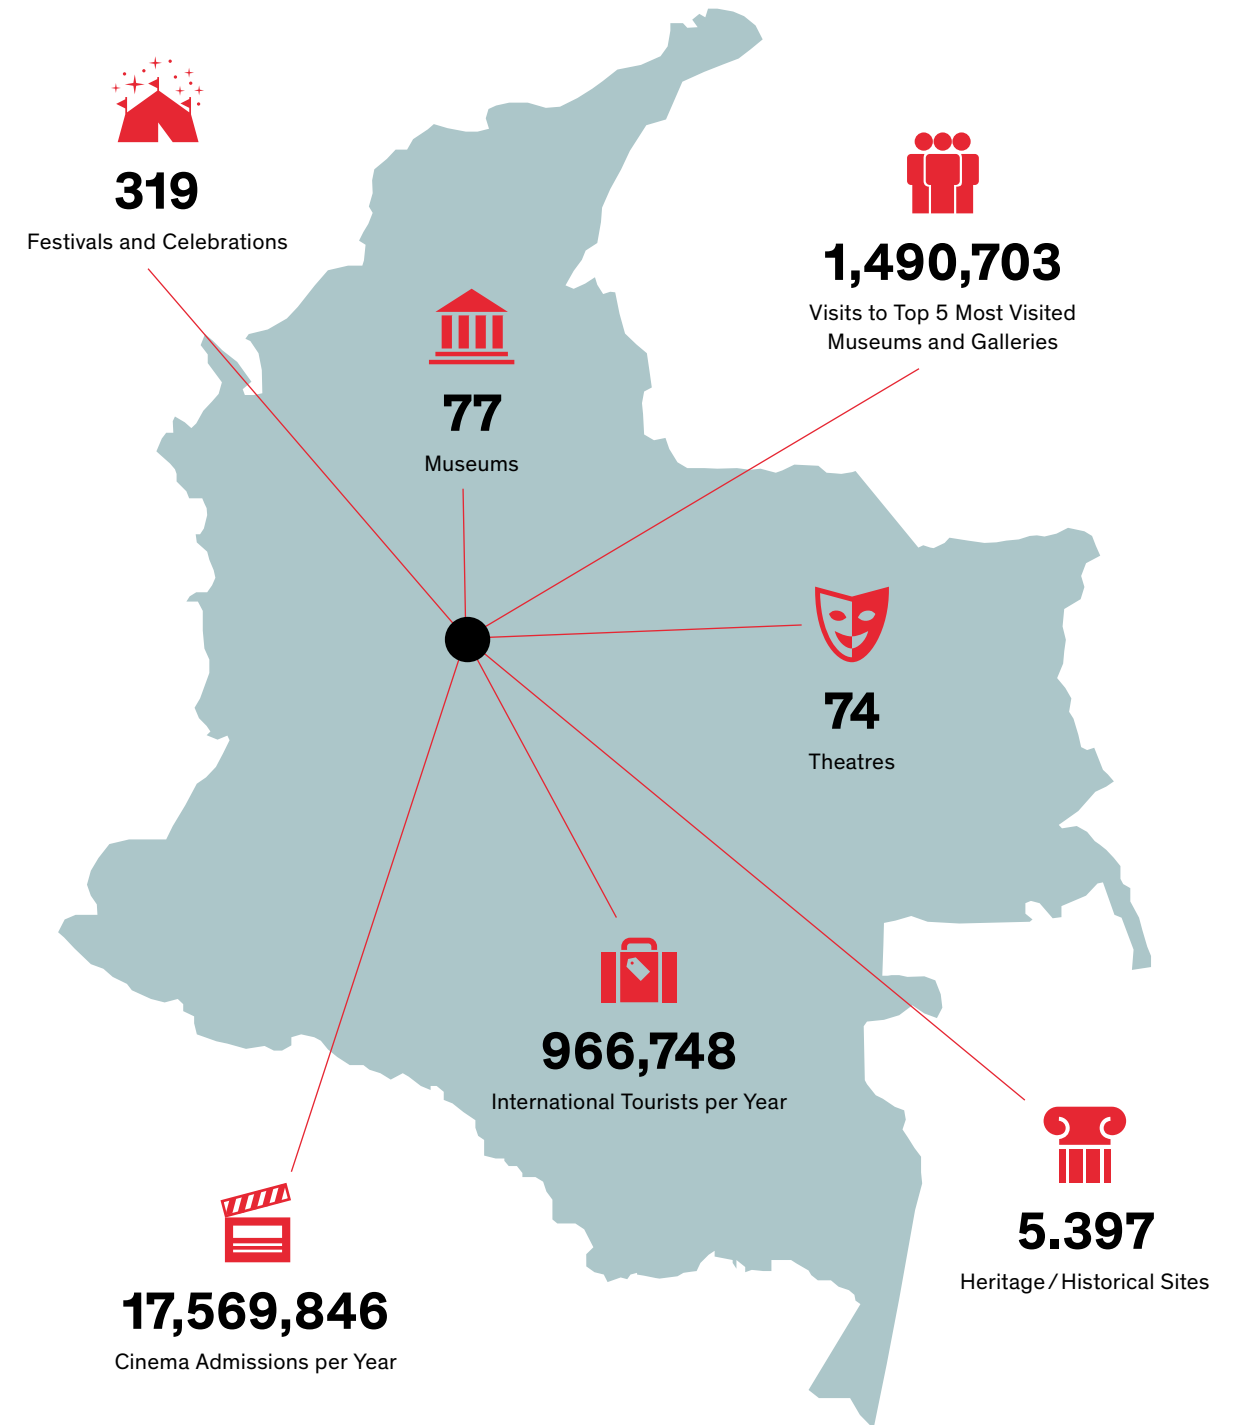 319
Festivals and Celebrations
1,490,703
Visits to Top 5 Most Visited
Museums and Galleries
77
Museums
74
Theatres
966,748
International Tourists per Year
5.397
Heritage/Historical Sites
17,569,846
Cinema Admissions per Year